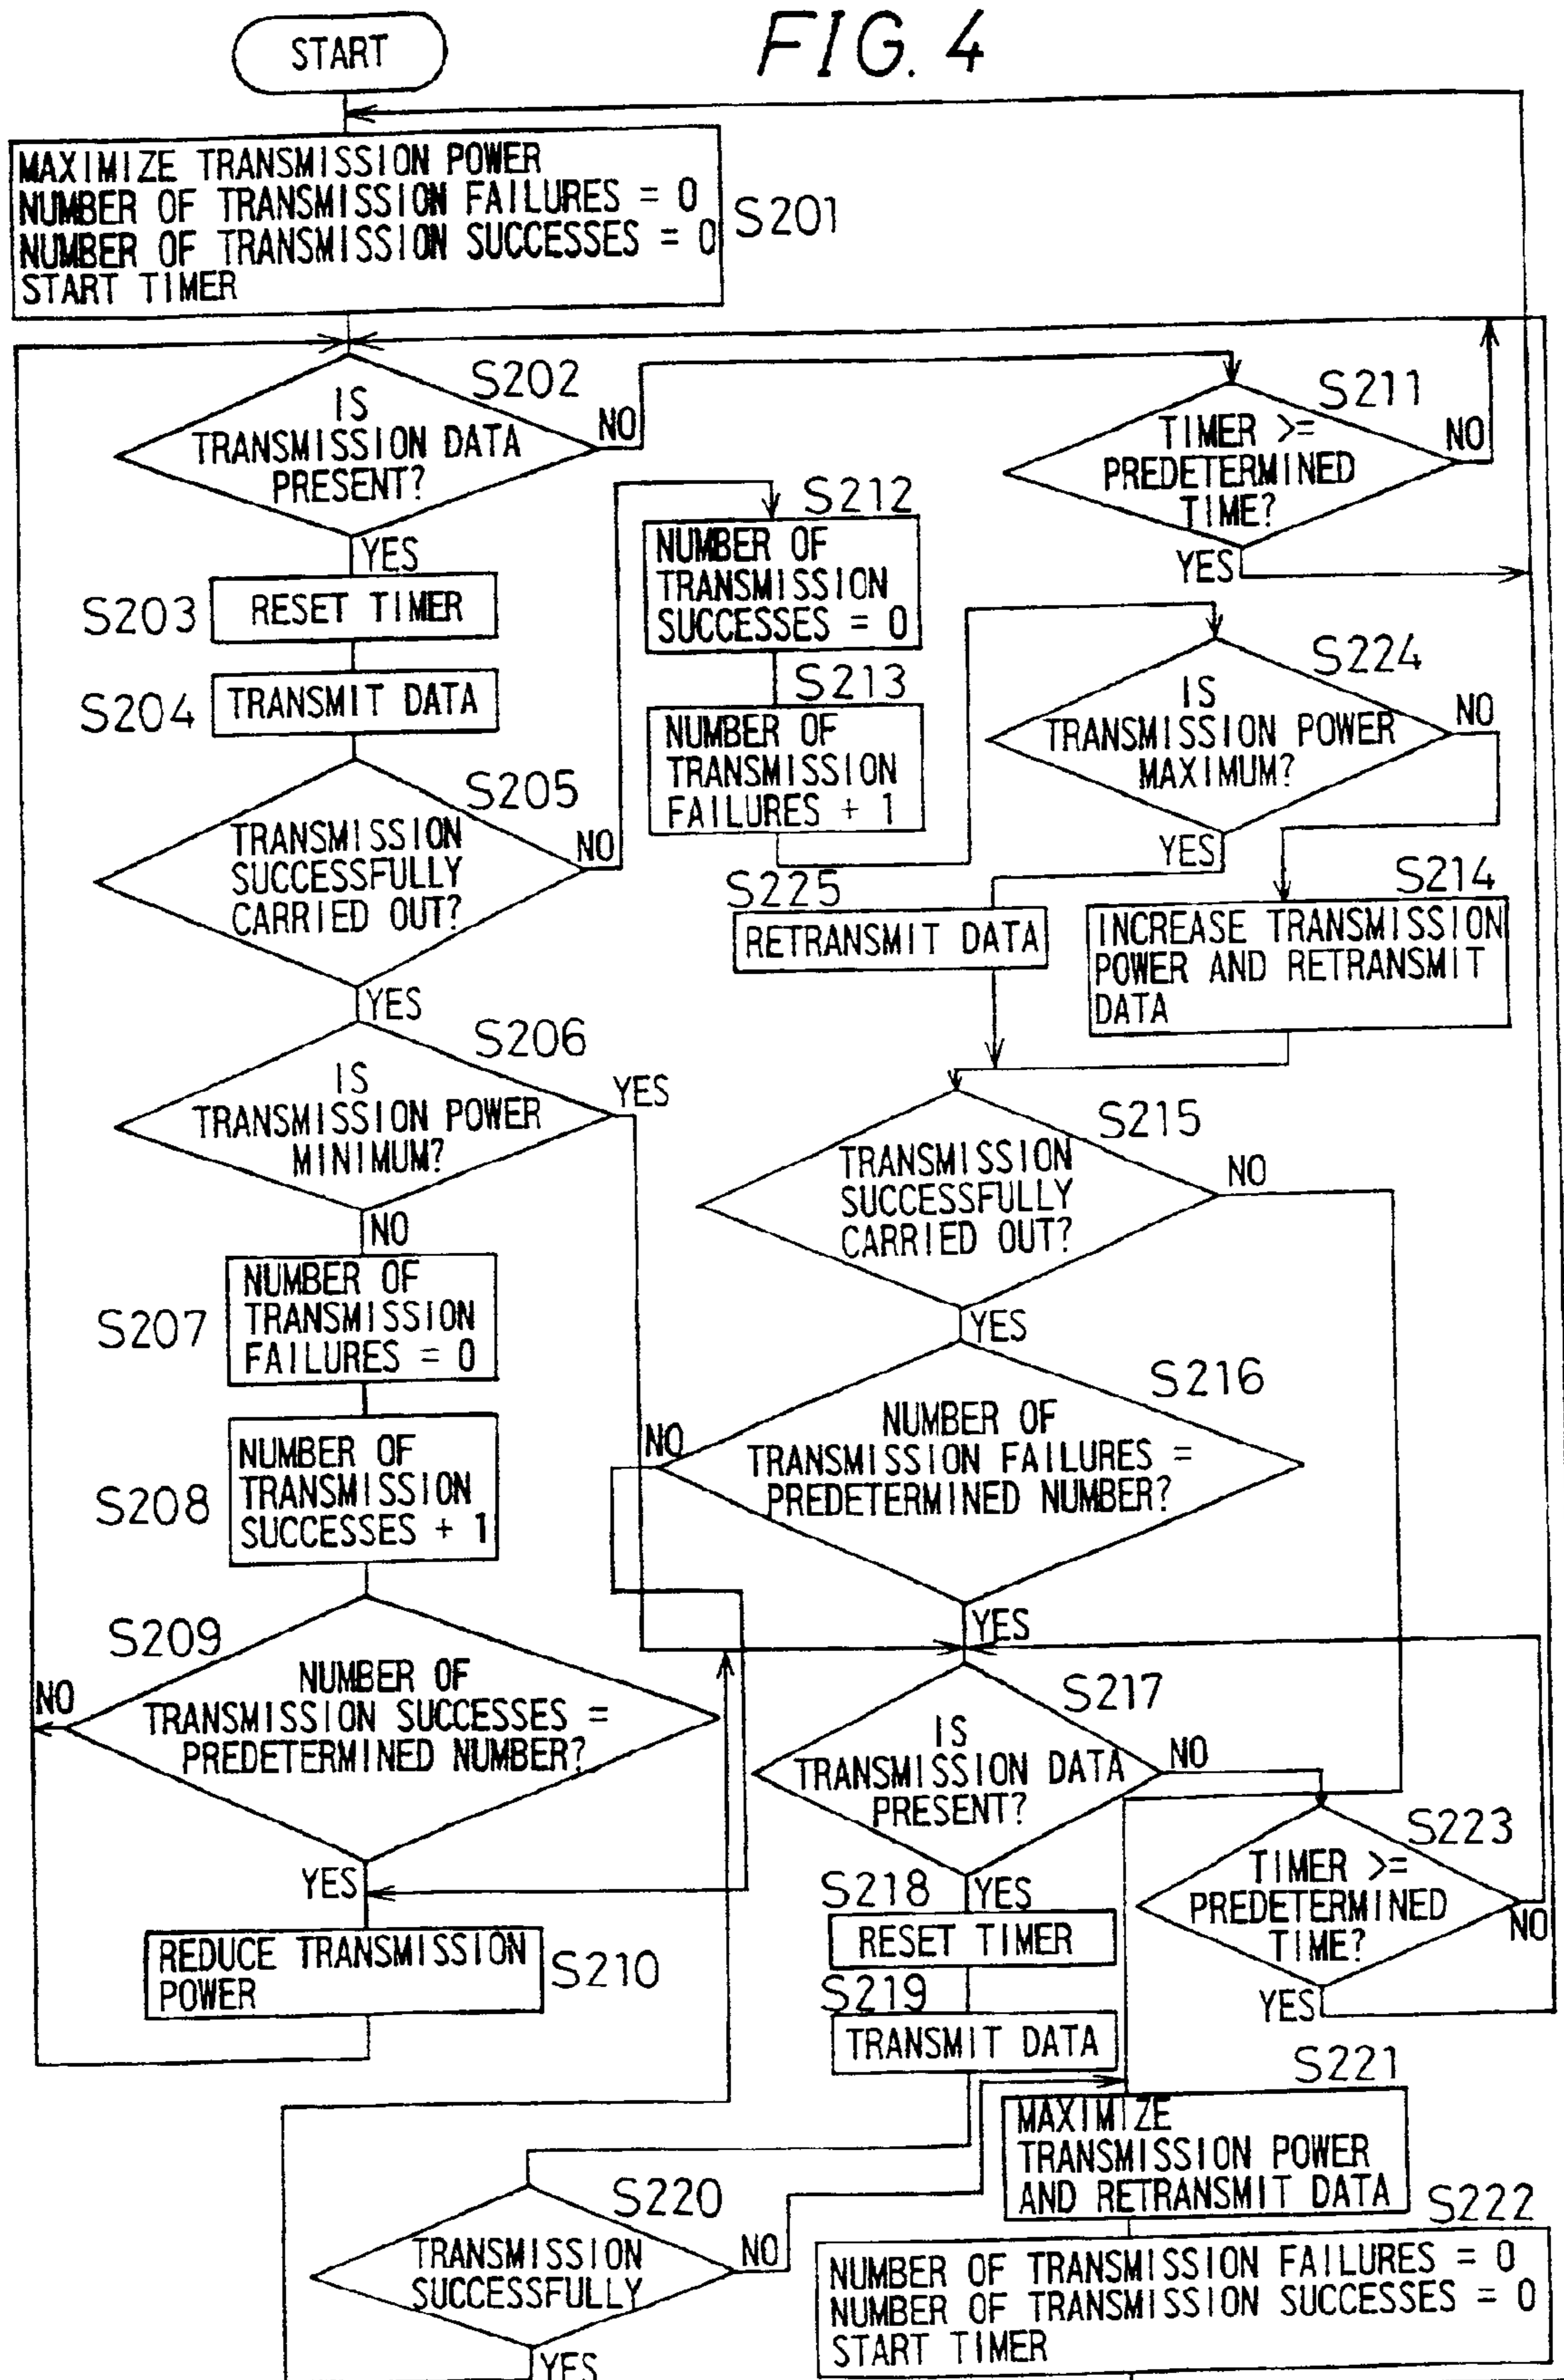 FIG. 4
START
MAXIMIZE TRANSMISSION POWER
NUMBER OF TRANSMISSION FAILURES = 0
NUMBER OF TRANSMISSION SUCCESSES = 0
START TIMER
S201
S202
IS
TRANSMISSION DATA
PRESENT?
NO
YES
S203
RESET TIMER
S204
TRANSMIT DATA
S205
TRANSMISSION
SUCCESSFULLY
CARRIED OUT?
NO
YES
S206
IS
TRANSMISSION POWER
MINIMUM?
YES
NO
S207
NUMBER OF
TRANSMISSION
FAILURES = 0
S208
NUMBER OF
TRANSMISSION
SUCCESSES + 1
S209
NUMBER OF
TRANSMISSION SUCCESSES =
PREDETERMINED NUMBER?
NO
YES
REDUCE TRANSMISSION
POWER
S210
S211
TIMER >=
PREDETERMINED
TIME?
NO
YES
S212
NUMBER OF
TRANSMISSION
SUCCESSES = 0
S213
NUMBER OF
TRANSMISSION
FAILURES + 1
S224
IS
TRANSMISSION POWER
MAXIMUM?
NO
YES
S225
RETRANSMIT DATA
S214
INCREASE TRANSMISSION
POWER AND RETRANSMIT
DATA
S215
TRANSMISSION
SUCCESSFULLY
CARRIED OUT?
NO
YES
S216
NUMBER OF
TRANSMISSION FAILURES =
PREDETERMINED NUMBER?
NO
YES
S217
IS
TRANSMISSION DATA
PRESENT?
NO
YES
S223
TIMER >=
PREDETERMINED
TIME?
NO
YES
S218
RESET TIMER
S219
TRANSMIT DATA
S220
TRANSMISSION
SUCCESSFULLY
NO
YES
S221
MAXIMIZE
TRANSMISSION POWER
AND RETRANSMIT DATA
S222
NUMBER OF TRANSMISSION FAILURES = 0
NUMBER OF TRANSMISSION SUCCESSES = 0
START TIMER